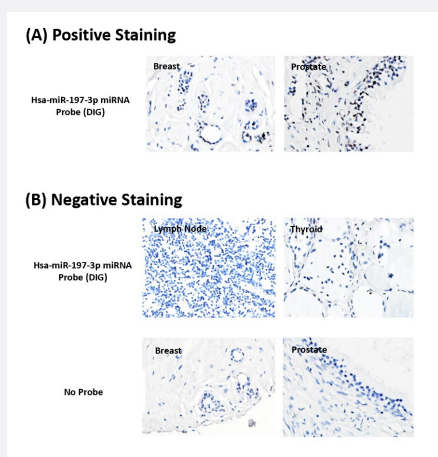 (A) Positive Staining
Breast
Prostate
Hsa-miR-197-3p miRNA
Probe (DIG)
(B) Negative Staining
Lymph Node
Thyroid
Hsa-miR-197-3p miRNA
Probe (DIG)
Breast
Prostate
No Probe